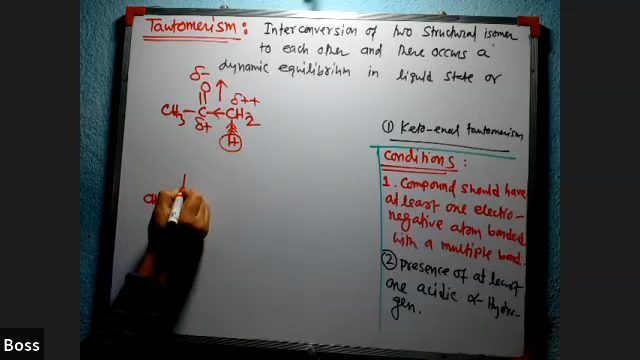 Tautomerism: Interconversion of two structural isomer
to each other and there occurs a
dynamic equilibrium in liquid state or
δ-
O
δ++
CH3-C←CH2-
δ+
H
① Keto-enol tautomerism
Conditions:
1. Compound should have
at least one electro-
negative atom bonded
with a multiple bond.
② Presence of at least
one acidic α-Hydro-
gen.
Boss